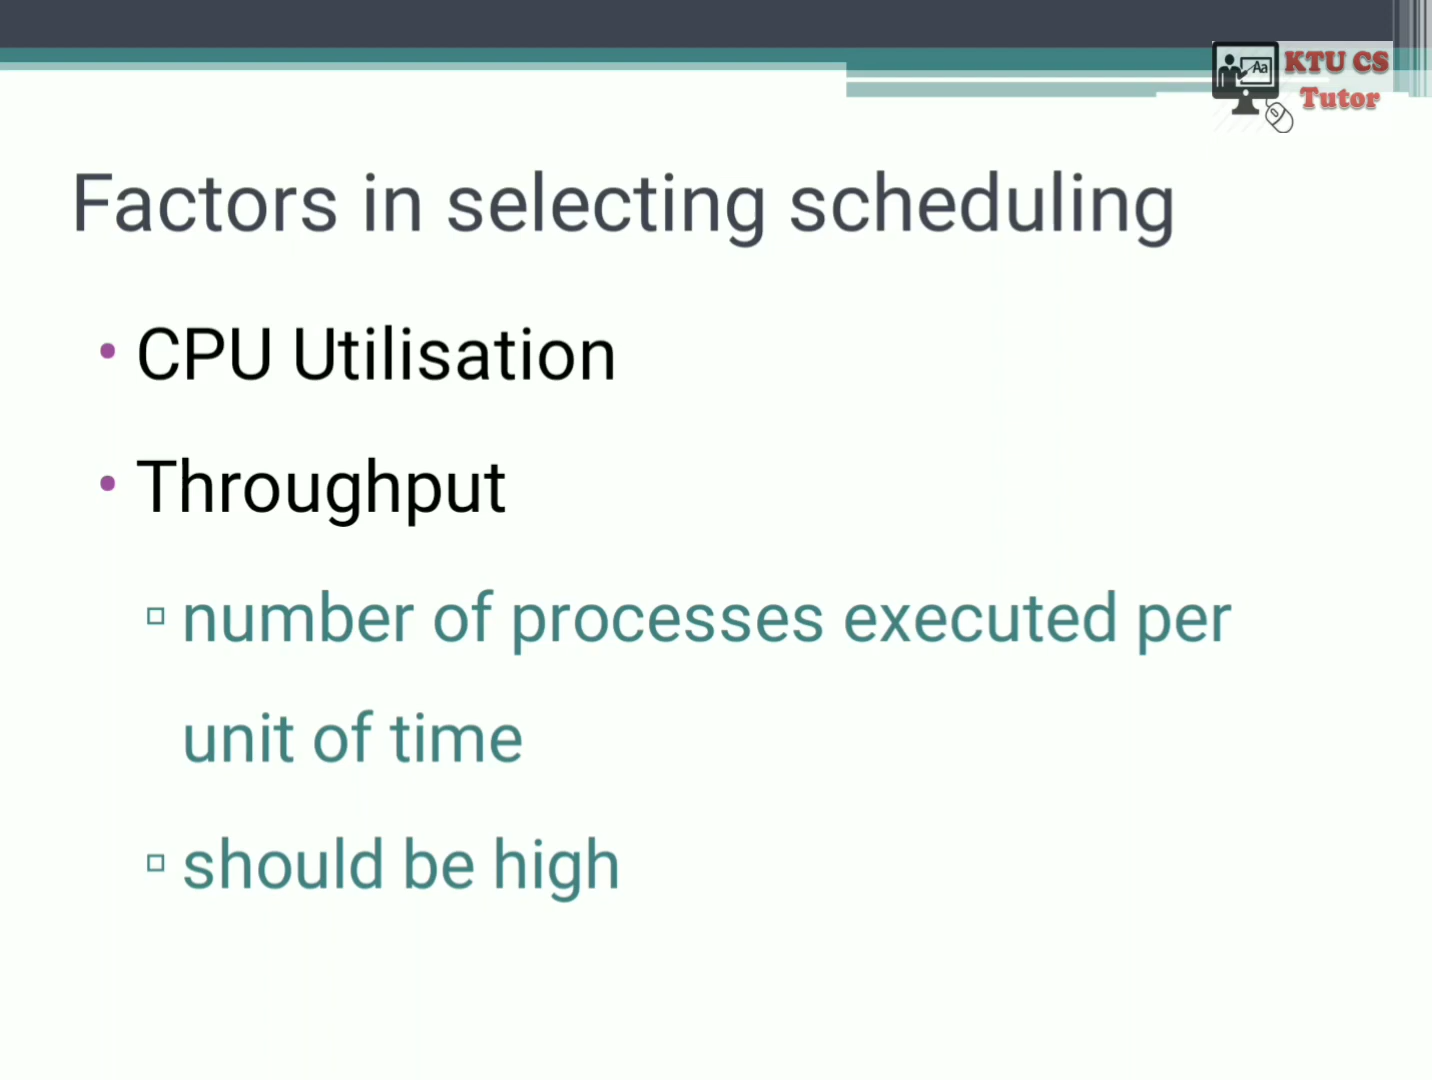 Aa
KTU CS
Tutor
Factors in selecting scheduling
• CPU Utilisation
• Throughput
▫ number of processes executed per
unit of time
▫ should be high